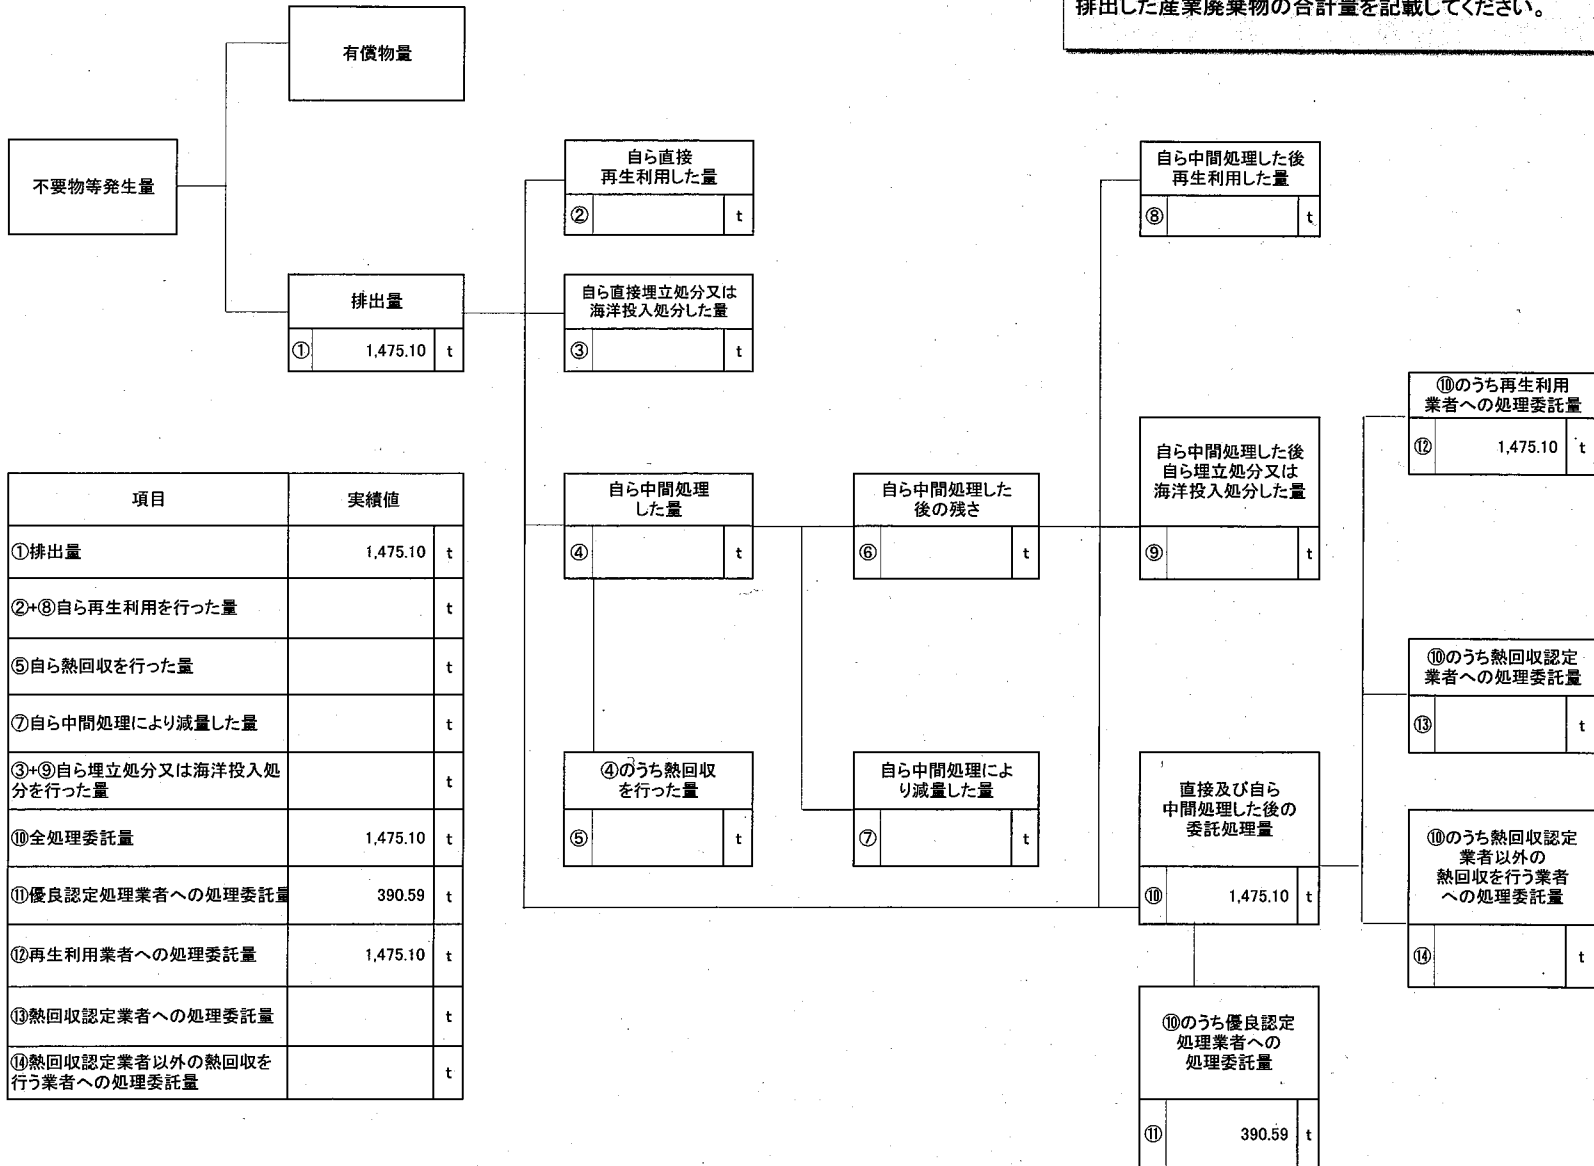 排出した産業廃棄物の合計量を記載してください。
有償物量
不要物等発生量
排出量
① 1,475.10 t
自ら直接
再生利用した量
② t
自ら直接埋立処分又は
海洋投入処分した量
③ t
自ら中間処理した後
再生利用した量
⑧ t
⑩のうち再生利用
業者への処理委託量
⑫ 1,475.10 t
自ら中間処理
した量
④ t
自ら中間処理した
後の残さ
⑥ t
自ら中間処理した後
自ら埋立処分又は
海洋投入処分した量
⑨ t
⑩のうち熱回収認定
業者への処理委託量
⑬ t
④のうち熱回収
を行った量
⑤ t
自ら中間処理によ
り減量した量
⑦ t
直接及び自ら
中間処理した後の
委託処理量
⑩ 1,475.10 t
⑩のうち熱回収認定
業者以外の
熱回収を行う業者
への処理委託量
⑭ t
⑩のうち優良認定
処理業者への
処理委託量
⑪ 390.59 t
項目 実績値
①排出量 1,475.10 t
②+⑧自ら再生利用を行った量 t
⑤自ら熱回収を行った量 t
⑦自ら中間処理により減量した量 t
③+⑨自ら埋立処分又は海洋投入処
分を行った量 t
⑩全処理委託量 1,475.10 t
⑪優良認定処理業者への処理委託量 390.59 t
⑫再生利用業者への処理委託量 1,475.10 t
⑬熱回収認定業者への処理委託量 t
⑭熱回収認定業者以外の熱回収を
行う業者への処理委託量 t